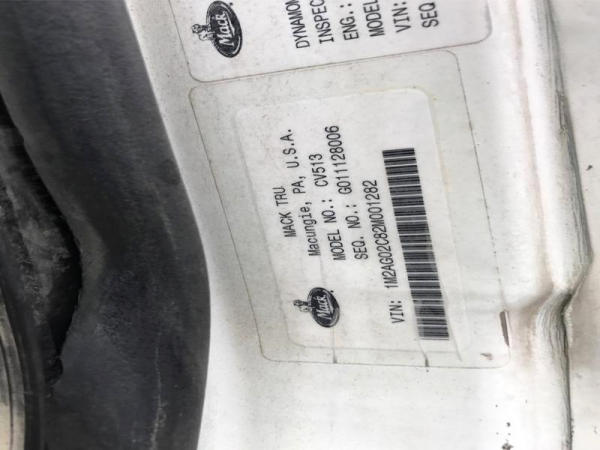 Mack
DYNAMOM
INSPEC
ENG.:
MODEL
VIN:
SEQ
Mack
MACK TRU
Macungie, PA, U.S.A.
MODEL NO.: CV513
SEQ. NO.: G011128006
VIN: 1M2AG02C82M001282